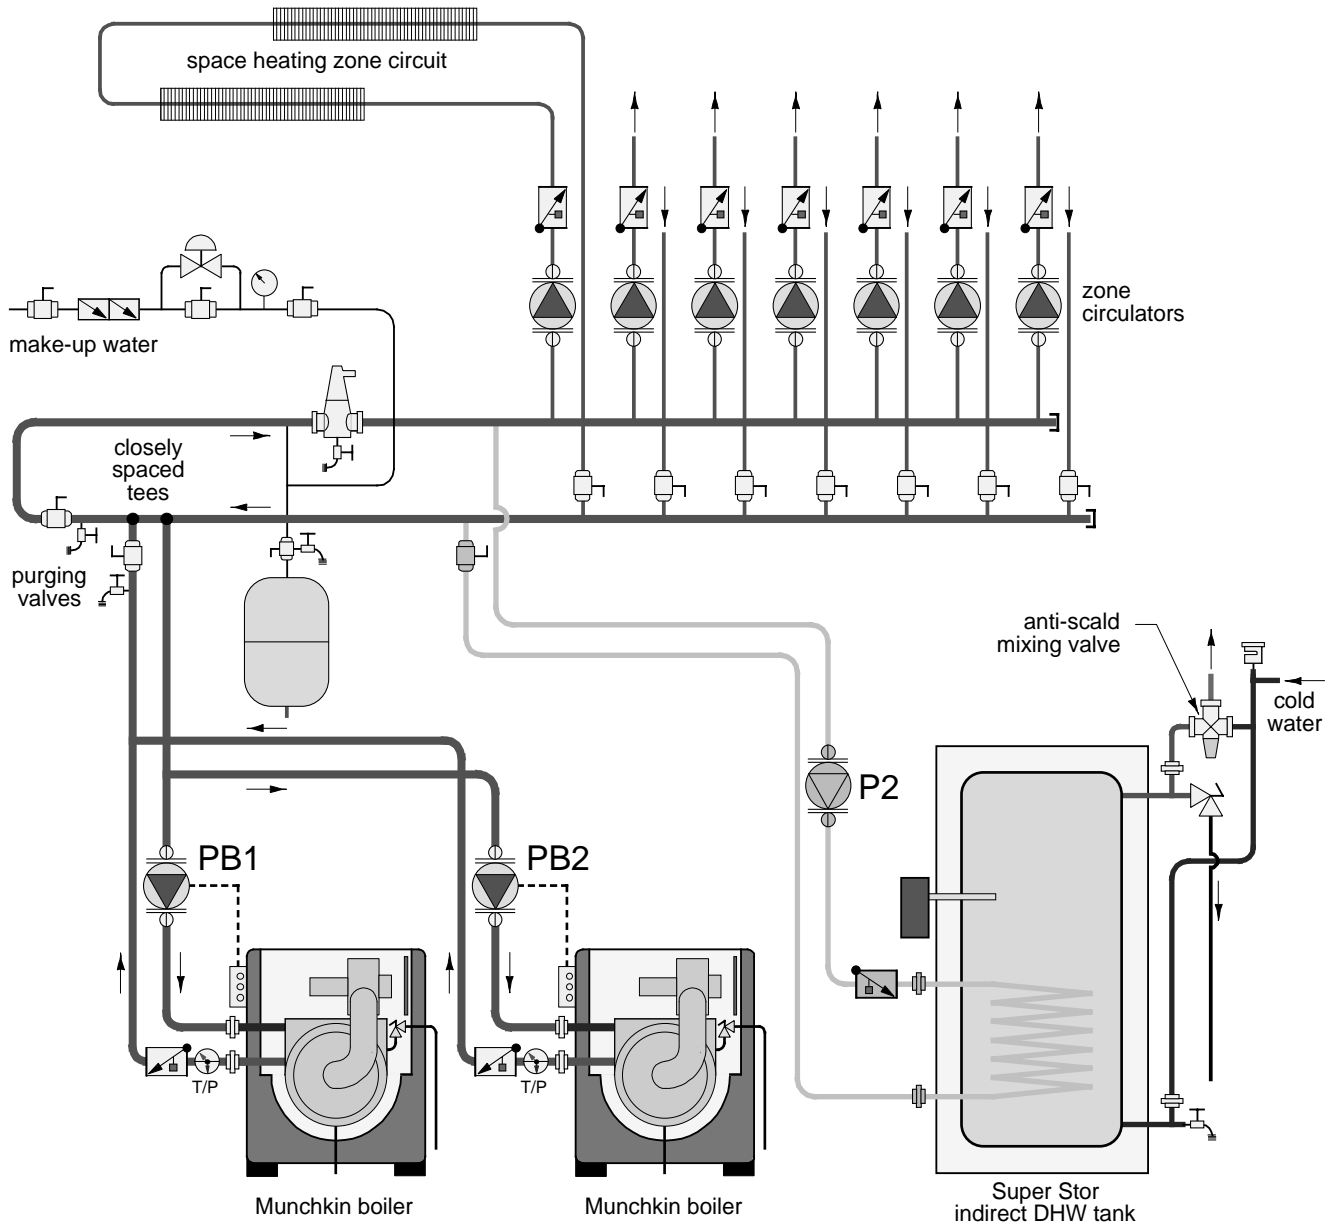 space heating zone circuit
zone
circulators
make-up water
closely
spaced
tees
purging
valves
anti-scald
mixing valve
cold
water
P2
PB1
PB2
T/P
T/P
Munchkin boiler
Munchkin boiler
Super Stor
indirect DHW tank